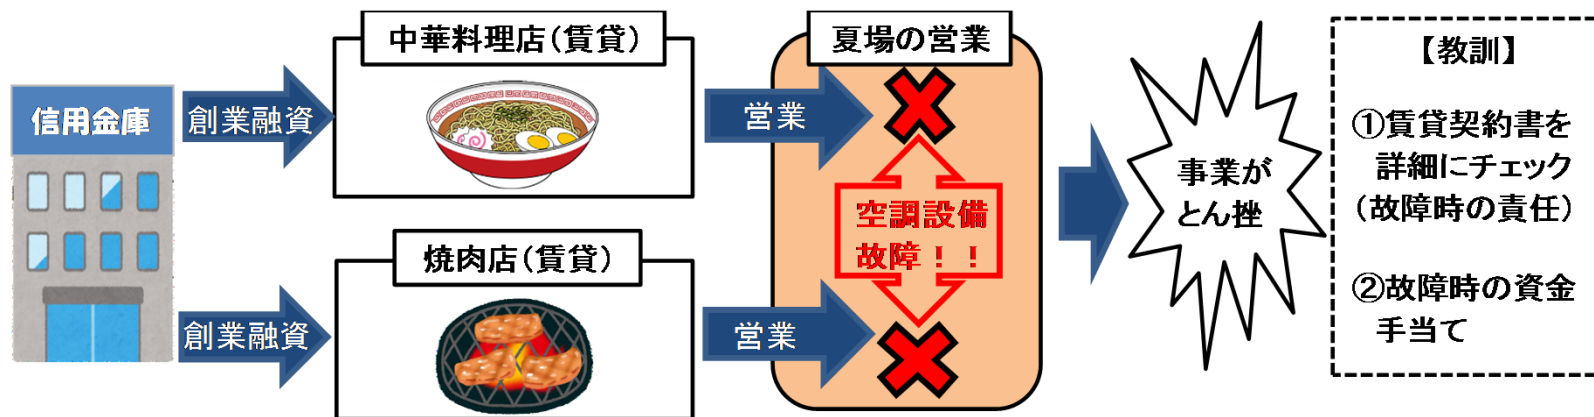 信用金庫
創業融資
中華料理店（賃貸）
営業
夏場の営業
創業融資
焼肉店（賃貸）
営業
空調設備
故障！！
事業が
とん挫
【教訓】
①賃貸契約書を
詳細にチェック
（故障時の責任）
②故障時の資金
手当て